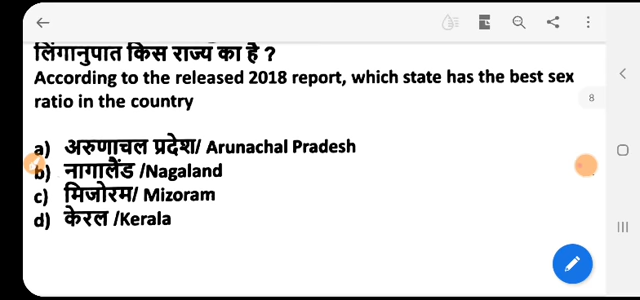 लिंगानुपात किस राज्य का है ?
According to the released 2018 report, which state has the best sex
ratio in the country
8
a) अरुणाचल प्रदेश/ Arunachal Pradesh
b) नागालैंड /Nagaland
c) मिजोरम/ Mizoram
d) केरल /Kerala